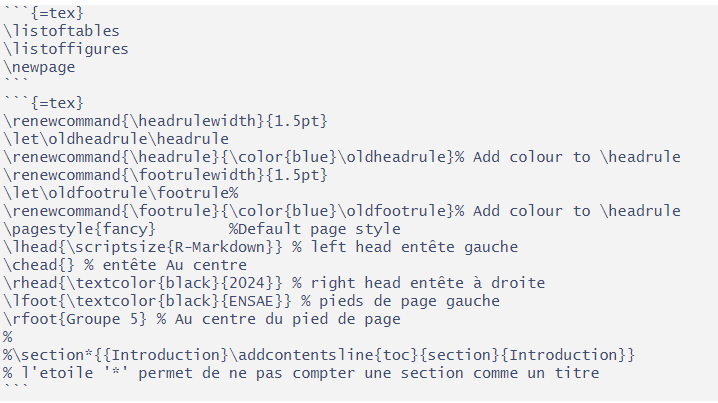 ```{=tex}
\listoftables
\listoffigures
\newpage
```
```{=tex}
\renewcommand{\headrulewidth}{1.5pt}
\let\oldheadrule\headrule
\renewcommand{\headrule}{\color{blue}\oldheadrule}% Add colour to \headrule
\renewcommand{\footrulewidth}{1.5pt}
\let\oldfootrule\footrule%
\renewcommand{\footrule}{\color{blue}\oldfootrule}% Add colour to \headrule
\pagestyle{fancy}        %Default page style
\lhead{\scriptsize{R-Markdown}} % left head entête gauche
\chead{} % entête Au centre
\rhead{\textcolor{black}{2024}} % right head entête à droite
\lfoot{\textcolor{black}{ENSAE}} % pieds de page gauche
\rfoot{Groupe 5} % Au centre du pied de page
%
%\section*{{Introduction}\addcontentsline{toc}{section}{Introduction}}
% l'etoile '*' permet de ne pas compter une section comme un titre
```